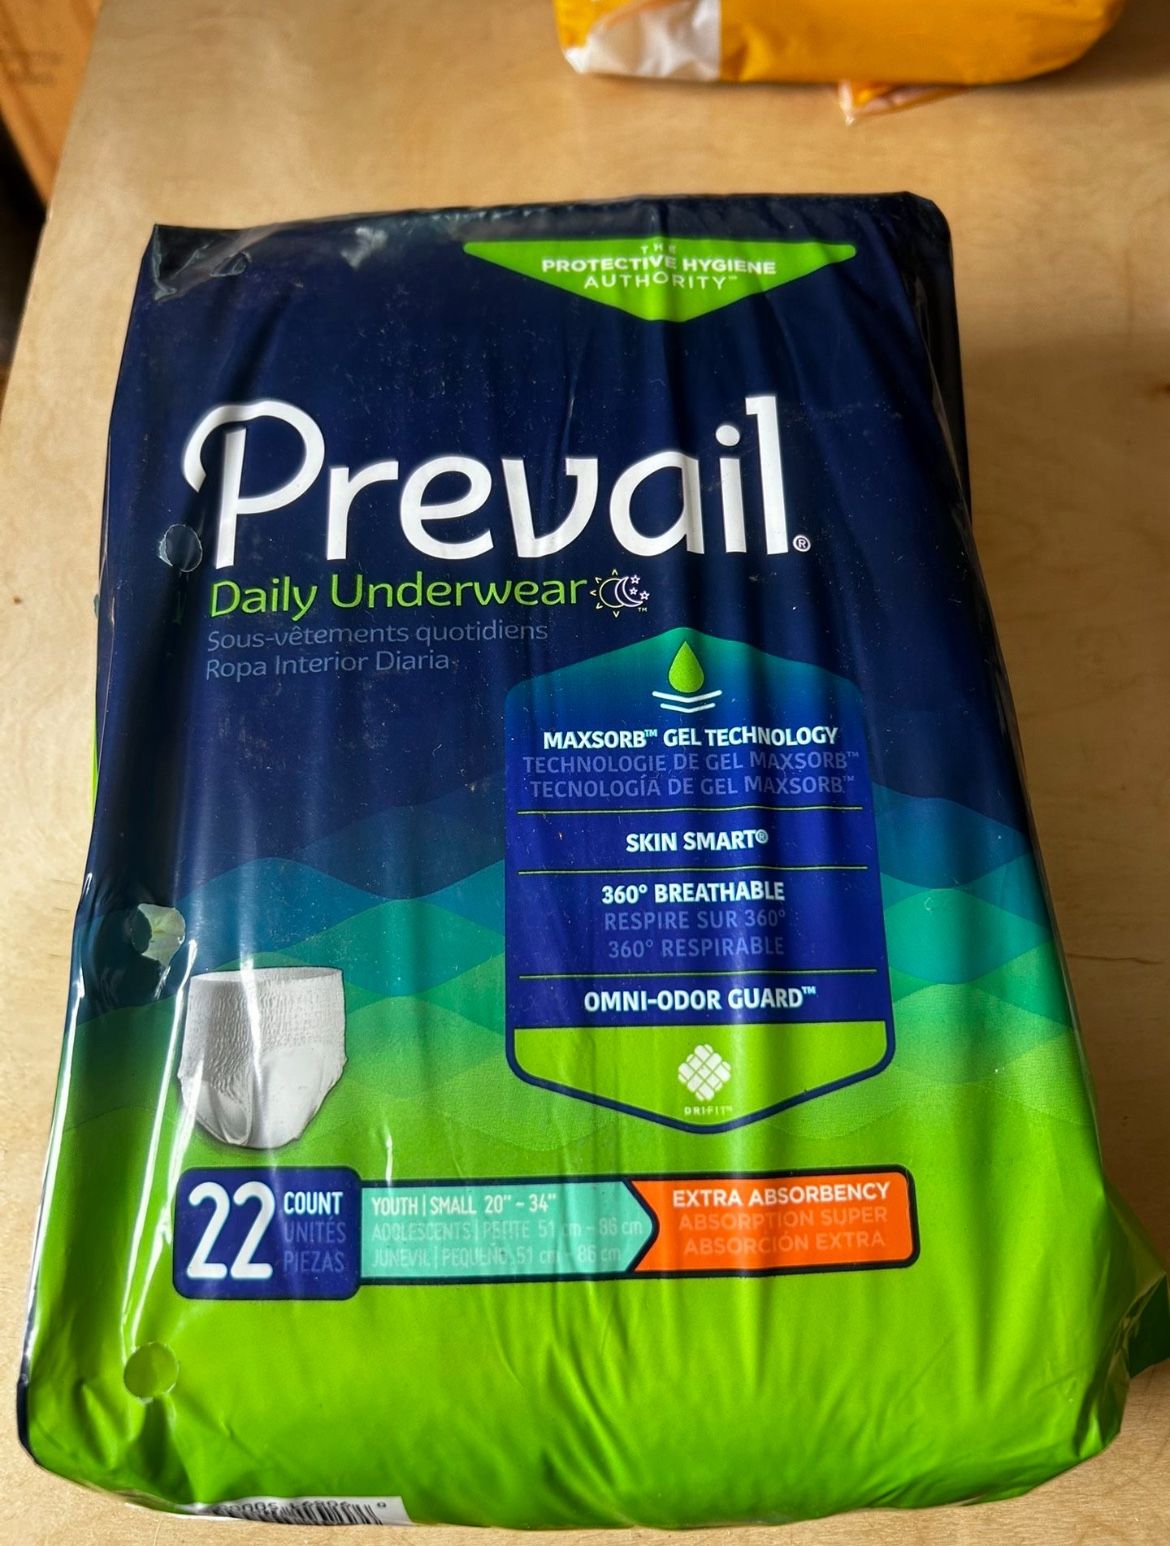 THE
PROTECTIVE HYGIENE
AUTHORITY™
Prevail®
Daily Underwear™
Sous-vêtements quotidiens
Ropa Interior Diaria
MAXSORB™ GEL TECHNOLOGY
TECHNOLOGIE DE GEL MAXSORB™
TECNOLOGÍA DE GEL MAXSORB™
SKIN SMART®
360° BREATHABLE
RESPIRE SUR 360°
360° RESPIRABLE
OMNI-ODOR GUARD™
DRI-FIT™
22
COUNT
UNITÉS
PIEZAS
YOUTH | SMALL 20" - 34"
ADOLESCENTS | PETITE 51 cm - 86 cm
JUNEVIL | PEQUEÑO 51 cm - 86 cm
EXTRA ABSORBENCY
ABSORPTION SUPER
ABSORCIÓN EXTRA